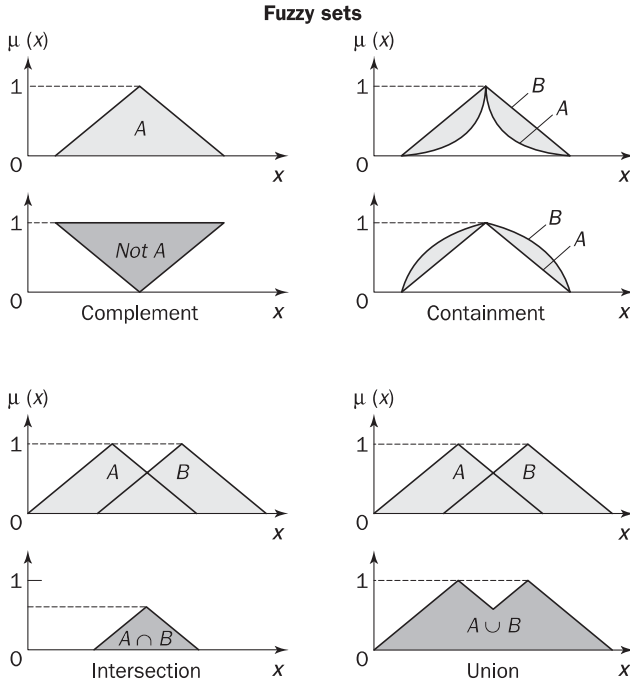 Fuzzy sets
μ (x)
1
A
0
x
1
Not A
0
Complement
x
μ (x)
1
B
A
0
x
1
B
A
0
Containment
x
μ (x)
1
A
B
0
x
1
A ∩ B
0
Intersection
x
μ (x)
1
A
B
0
x
1
A ∪ B
0
Union
x